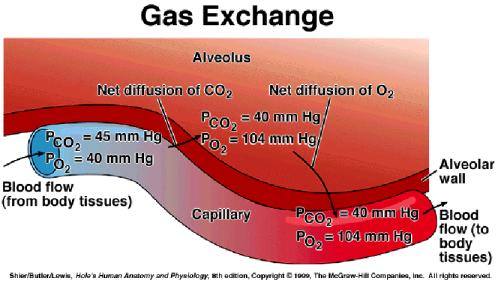 Gas Exchange
Alveolus
Net diffusion of CO2
Net diffusion of O2
PCO2 = 40 mm Hg
PO2 = 104 mm Hg
PCO2 = 45 mm Hg
PO2 = 40 mm Hg
Blood flow
(from body tissues)
Capillary
PCO2 = 40 mm Hg
PO2 = 104 mm Hg
Alveolar
wall
Blood
flow (to
body
tissues)
Shier/Butler/Lewis, Hole's Human Anatomy and Physiology, 8th edition, Copyright © 1999, The McGraw-Hill Companies, Inc. All rights reserved.